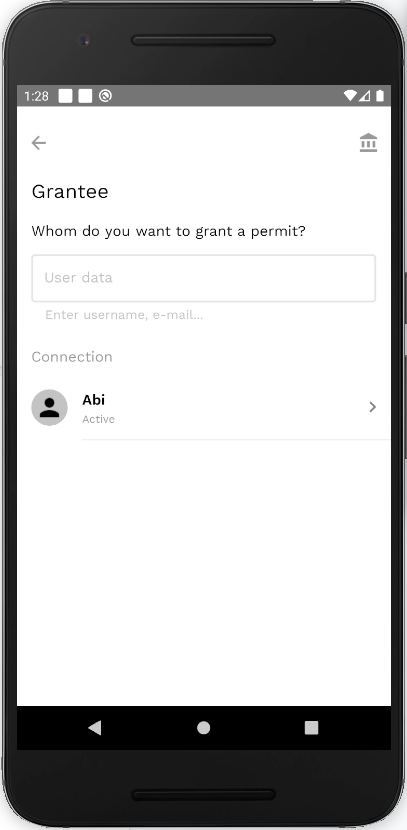 1:28
Grantee
Whom do you want to grant a permit?
User data
Enter username, e-mail...
Connection
Abi
Active